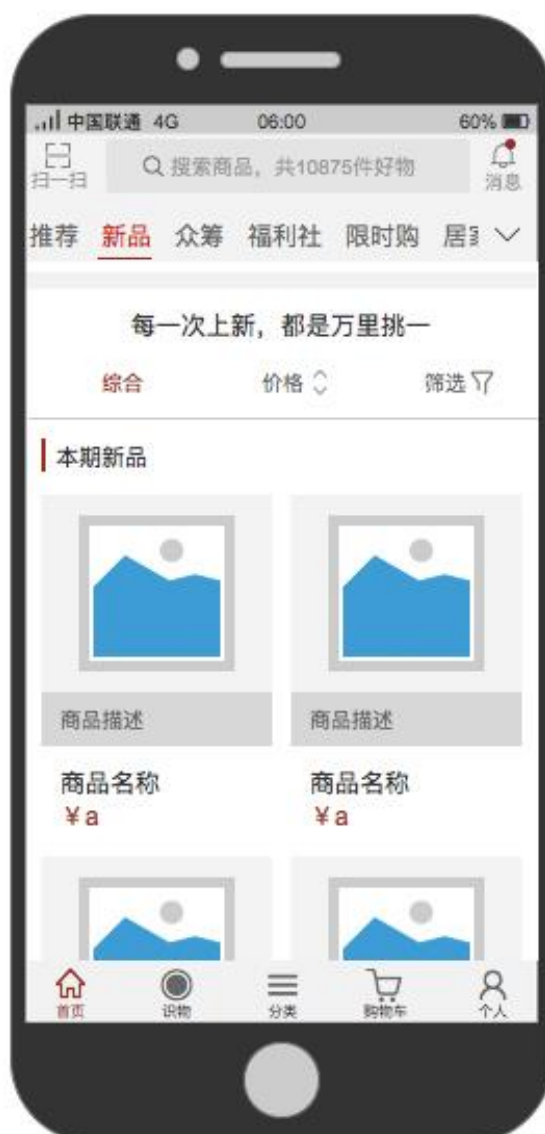 中国联通 4G 06:00 60%
扫一扫 搜索商品，共10875件好物 消息
推荐 新品 众筹 福利社 限时购 居
每一次上新，都是万里挑一
综合 价格 筛选
本期新品
商品描述 商品描述
商品名称 商品名称
￥a ￥a
首页 识物 分类 购物车 个人